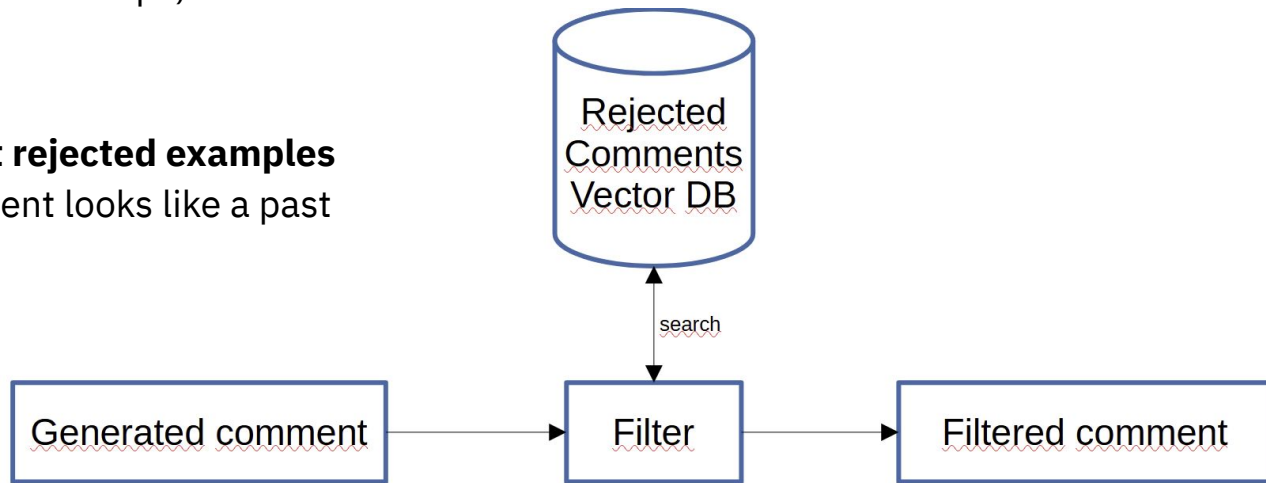 rejected examples
ent looks like a past
Rejected
Comments
Vector DB
search
Generated comment
Filter
Filtered comment